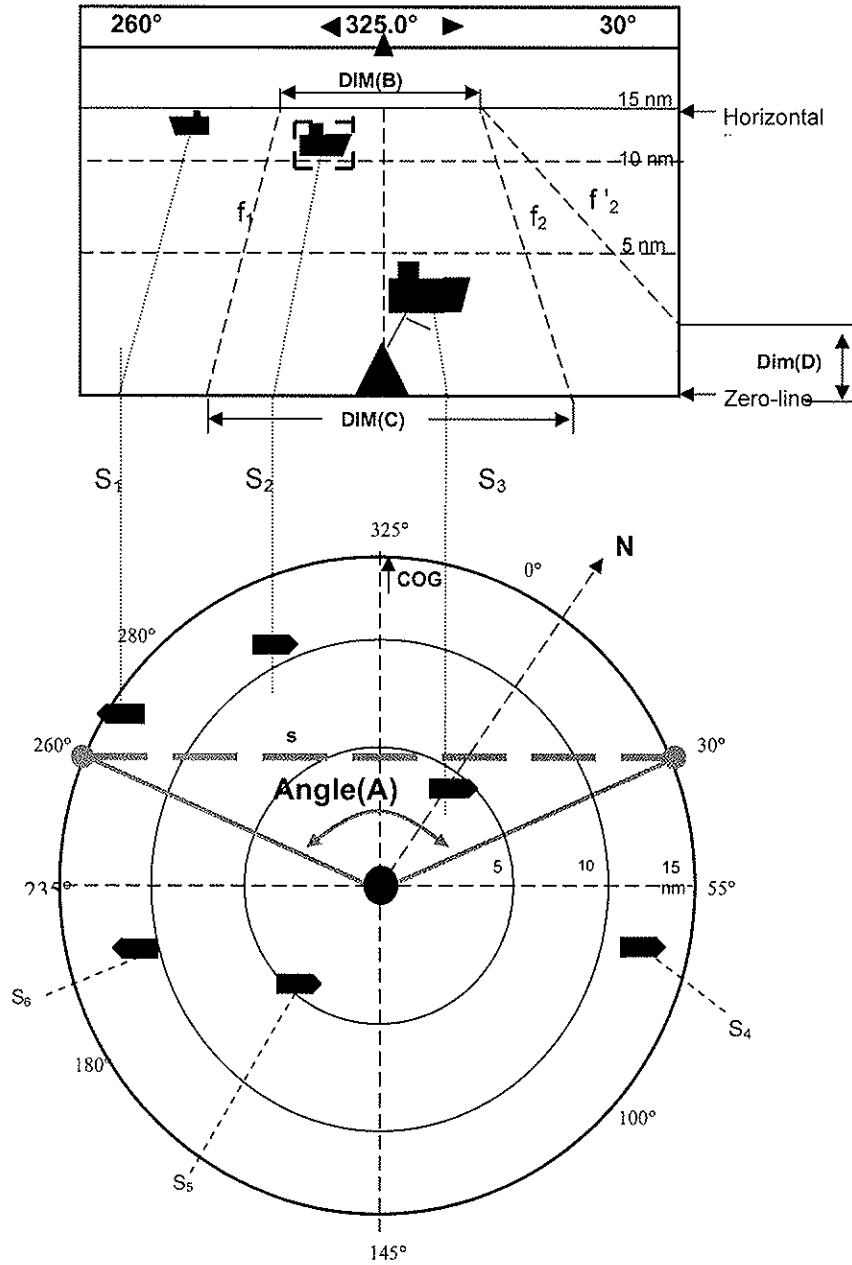 260° 325.0° 30°
DIM(B)
15 nm
Horizontal
10 nm
f1 f2 f'2
5 nm
Dim(D)
Zero-line
DIM(C)
S1 S2 S3
325° N
0°
COG
280°
260° s 30°
Angle(A)
5 10 15
nm
235° 55°
S6
S4
180°
100°
S5
145°